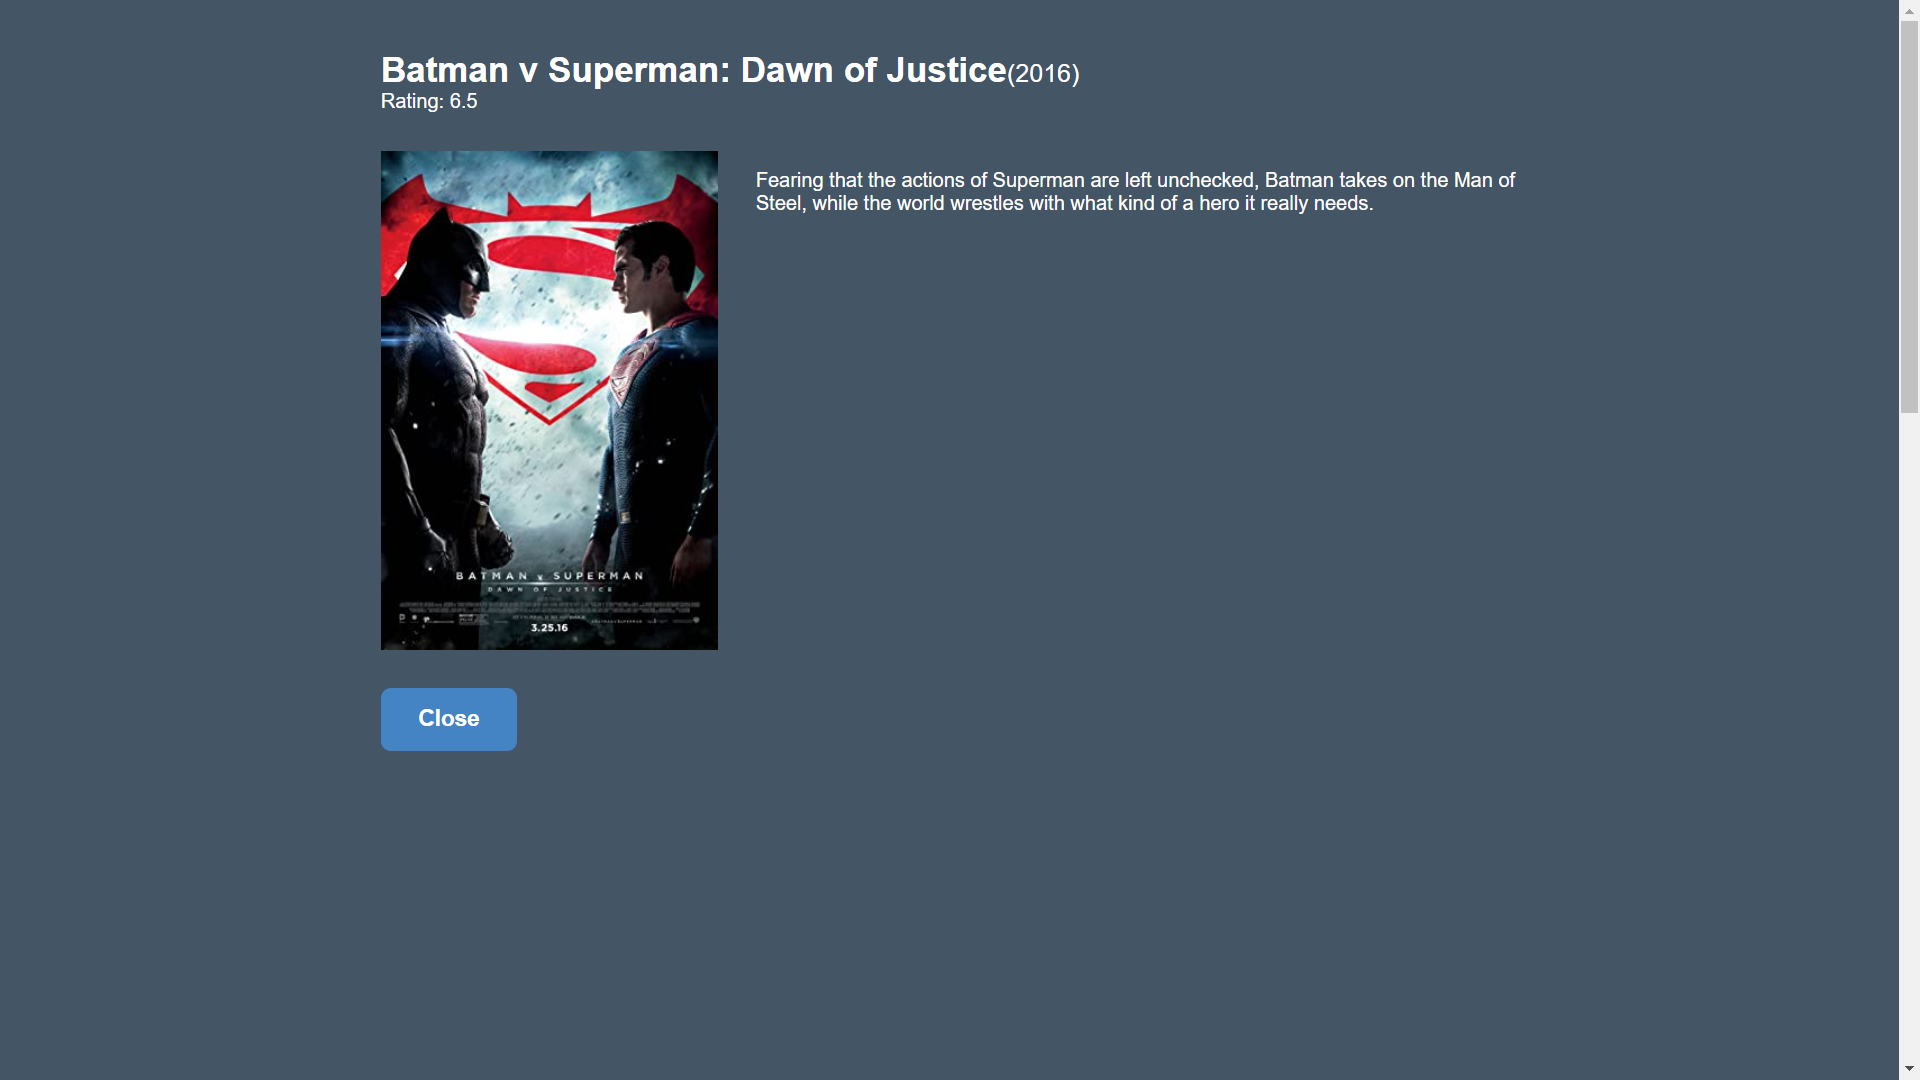 Batman v Superman: Dawn of Justice(2016)
Rating: 6.5
Fearing that the actions of Superman are left unchecked, Batman takes on the Man of
Steel, while the world wrestles with what kind of a hero it really needs.
BATMAN v SUPERMAN
DAWN OF JUSTICE
3.25.16
Close